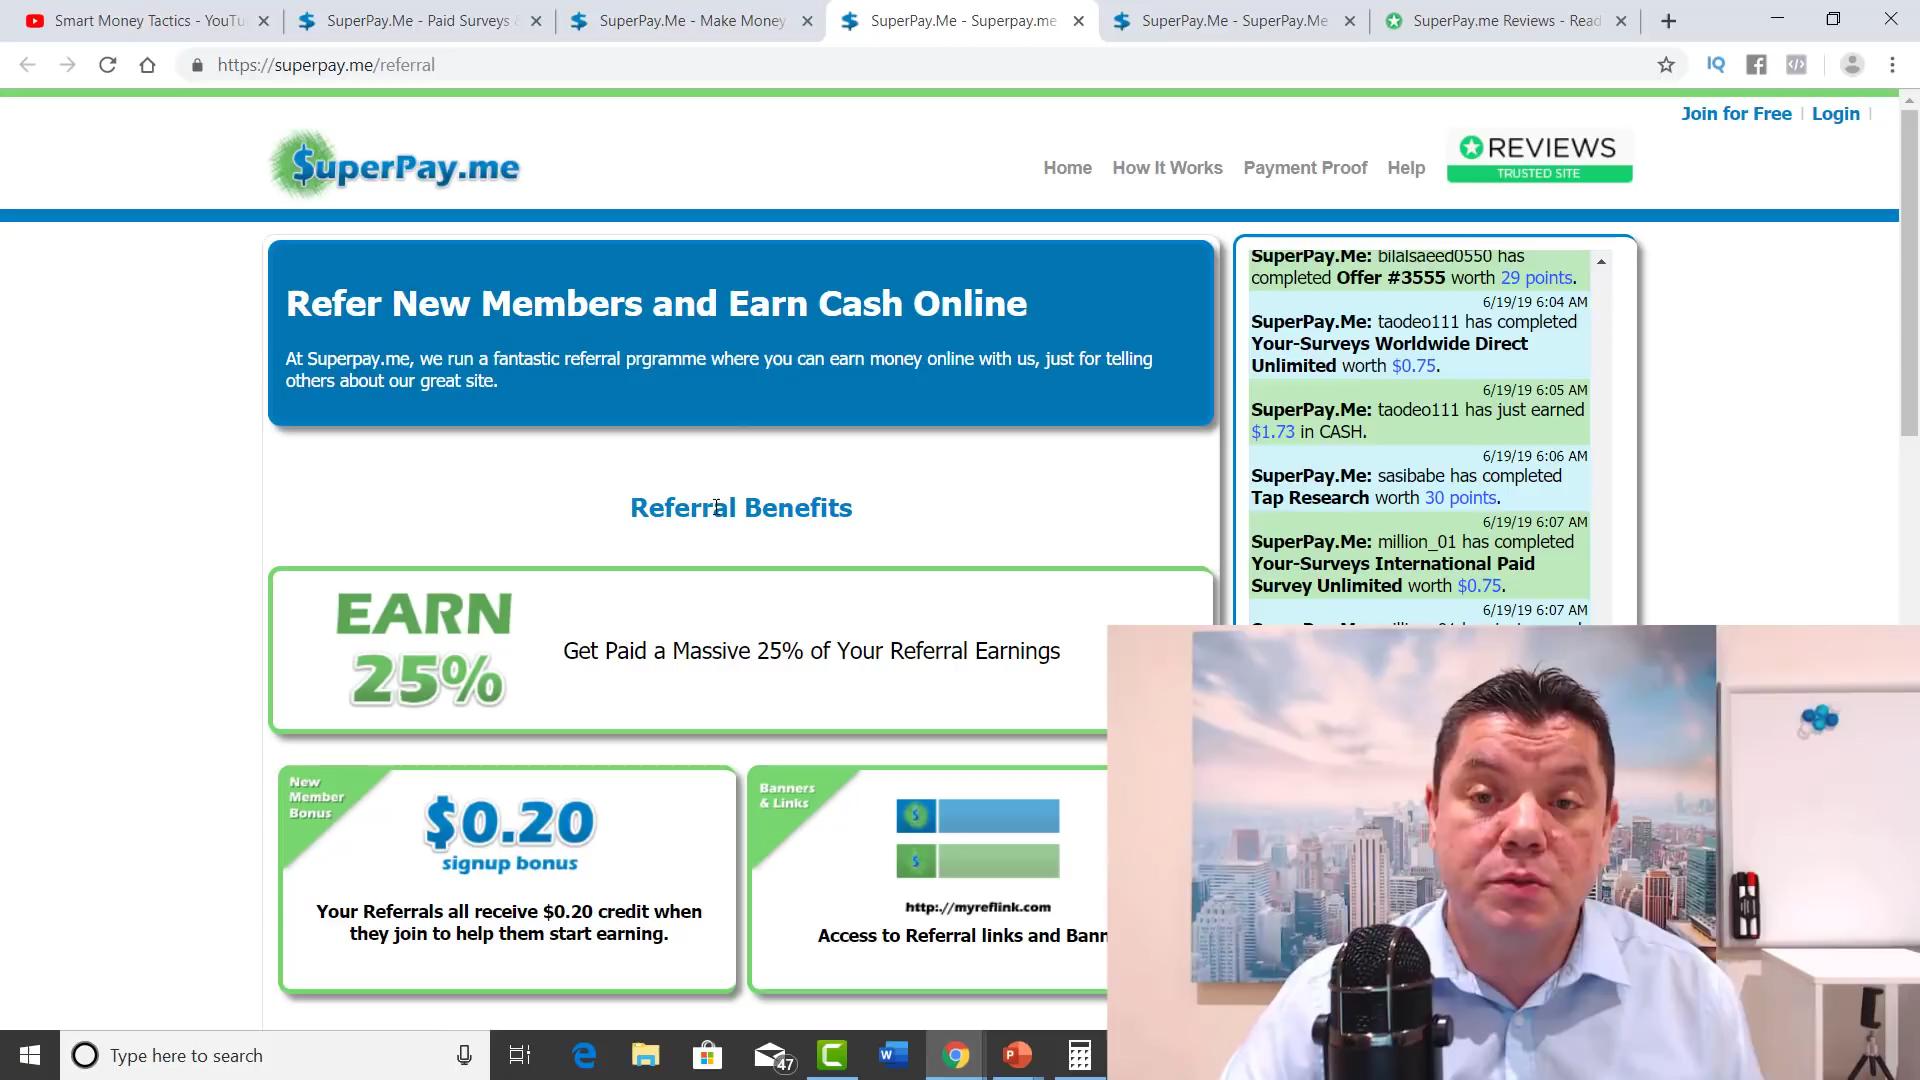 Smart Money Tactics - YouTu
SuperPay.Me - Paid Surveys &
SuperPay.Me - Make Money
SuperPay.Me - Superpay.me
SuperPay.Me - SuperPay.Me
SuperPay.me Reviews - Read
https://superpay.me/referral
IQ
Join for Free | Login |
$uperPay.me
Home How It Works Payment Proof Help
REVIEWS
TRUSTED SITE
Refer New Members and Earn Cash Online
At Superpay.me, we run a fantastic referral prgramme where you can earn money online with us, just for telling
others about our great site.
Referral Benefits
EARN
25%
Get Paid a Massive 25% of Your Referral Earnings
New
Member
Bonus
$0.20
signup bonus
Your Referrals all receive $0.20 credit when
they join to help them start earning.
Banners
& Links
http://myreflink.com
Access to Referral links and Bann
SuperPay.Me: bilalsaeed0550 has
completed Offer #3555 worth 29 points.
6/19/19 6:04 AM
SuperPay.Me: taodeo111 has completed
Your-Surveys Worldwide Direct
Unlimited worth $0.75.
6/19/19 6:05 AM
SuperPay.Me: taodeo111 has just earned
$1.73 in CASH.
6/19/19 6:06 AM
SuperPay.Me: sasibabe has completed
Tap Research worth 30 points.
6/19/19 6:07 AM
SuperPay.Me: million_01 has completed
Your-Surveys International Paid
Survey Unlimited worth $0.75.
6/19/19 6:07 AM
Type here to search
47